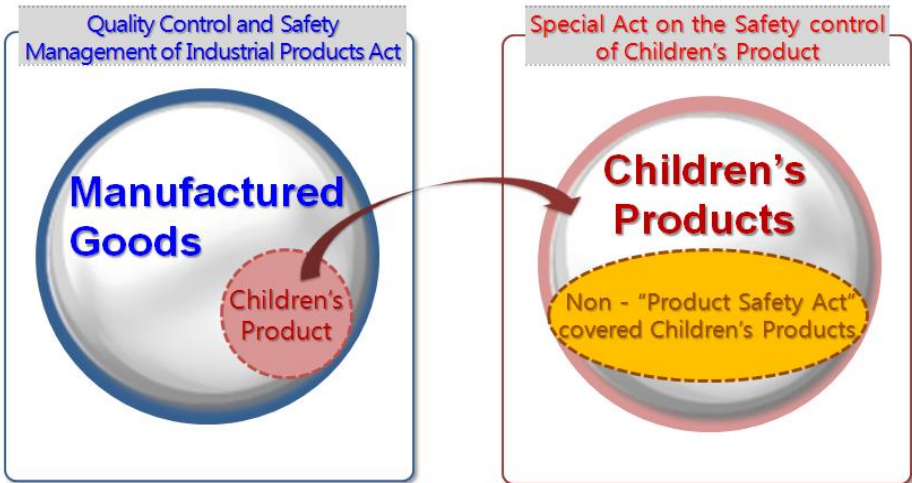 Quality Control and Safety
Management of Industrial Products Act
Manufactured
Goods
Children's
Product
Special Act on the Safety control
of Children's Product
Children's
Products
Non - "Product Safety Act"
covered Children's Products